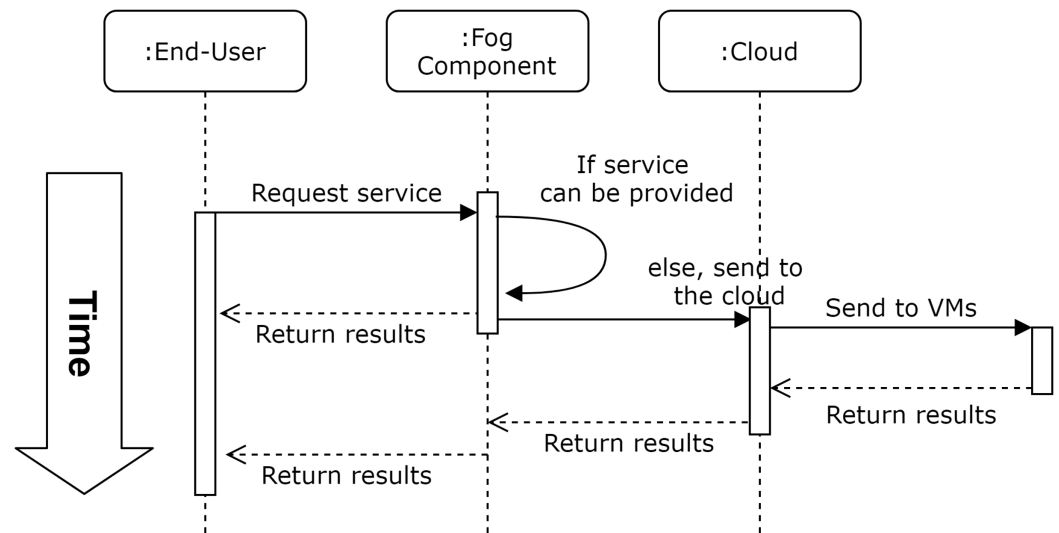 :End-User
:Fog
Component
:Cloud
If service
can be provided
Request service
else, send to
the cloud
Send to VMs
Time
Return results
Return results
Return results
Return results